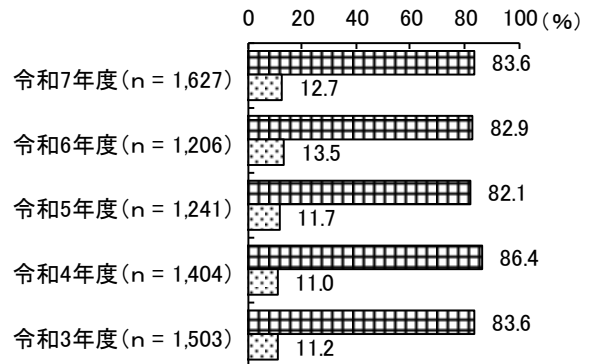 0 20 40 60 80 100(%)
令和7年度(n = 1,627) 83.6
12.7
令和6年度(n = 1,206) 82.9
13.5
令和5年度(n = 1,241) 82.1
11.7
令和4年度(n = 1,404) 86.4
11.0
令和3年度(n = 1,503) 83.6
11.2